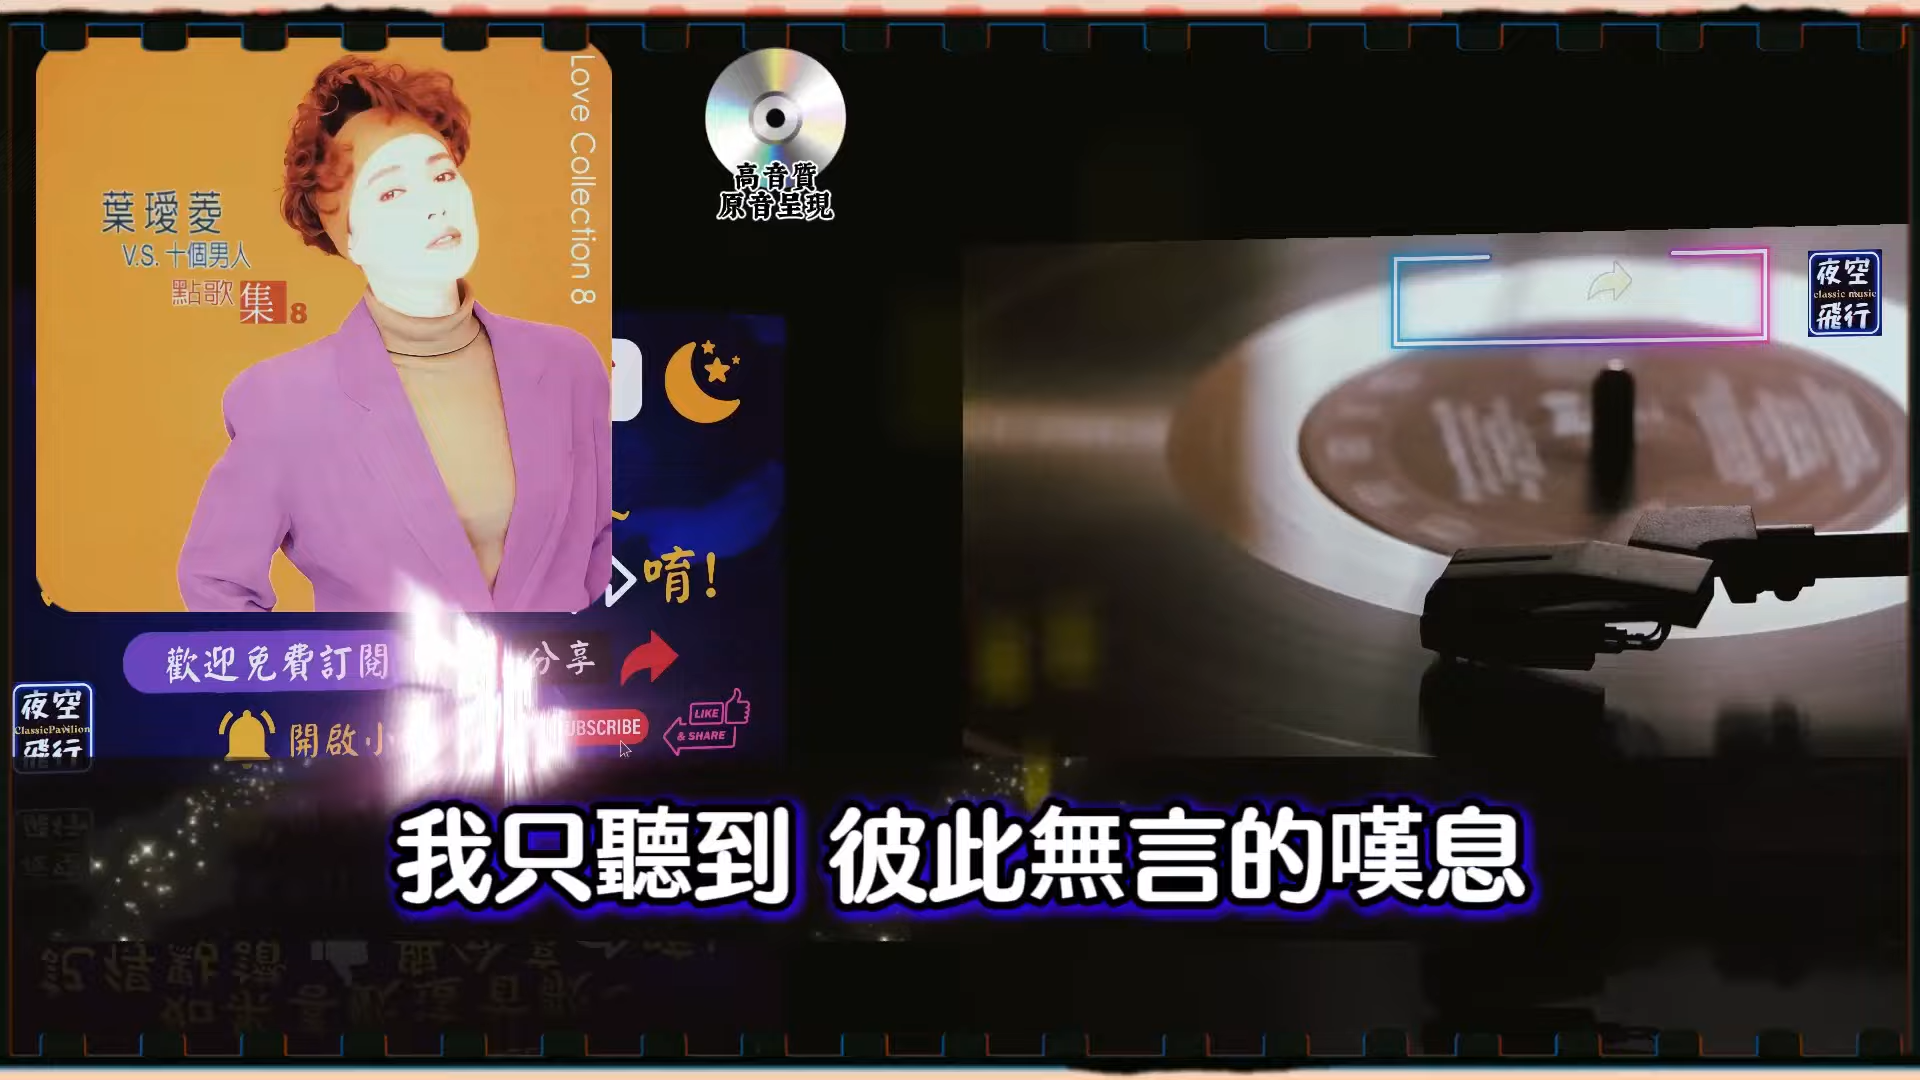 葉璦菱
V.S. 十個男人
點歌集8
Love Collection 8
高音質
原音呈現
夜空
classic music
飛行
唷!
歡迎免費訂閱
分享
開啟小
UBSCRIBE
LIKE
& SHARE
夜空
ClassicPavilion
飛行
我只聽到 彼此無言的嘆息